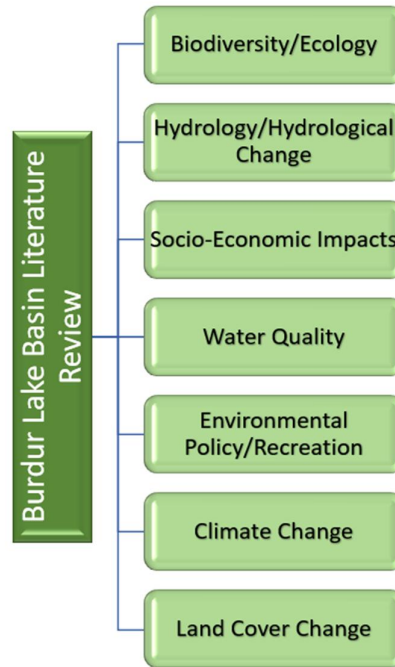 Burdur Lake Basin Literature
Review
Biodiversity/Ecology
Hydrology/Hydrological
Change
Socio-Economic Impacts
Water Quality
Environmental
Policy/Recreation
Climate Change
Land Cover Change